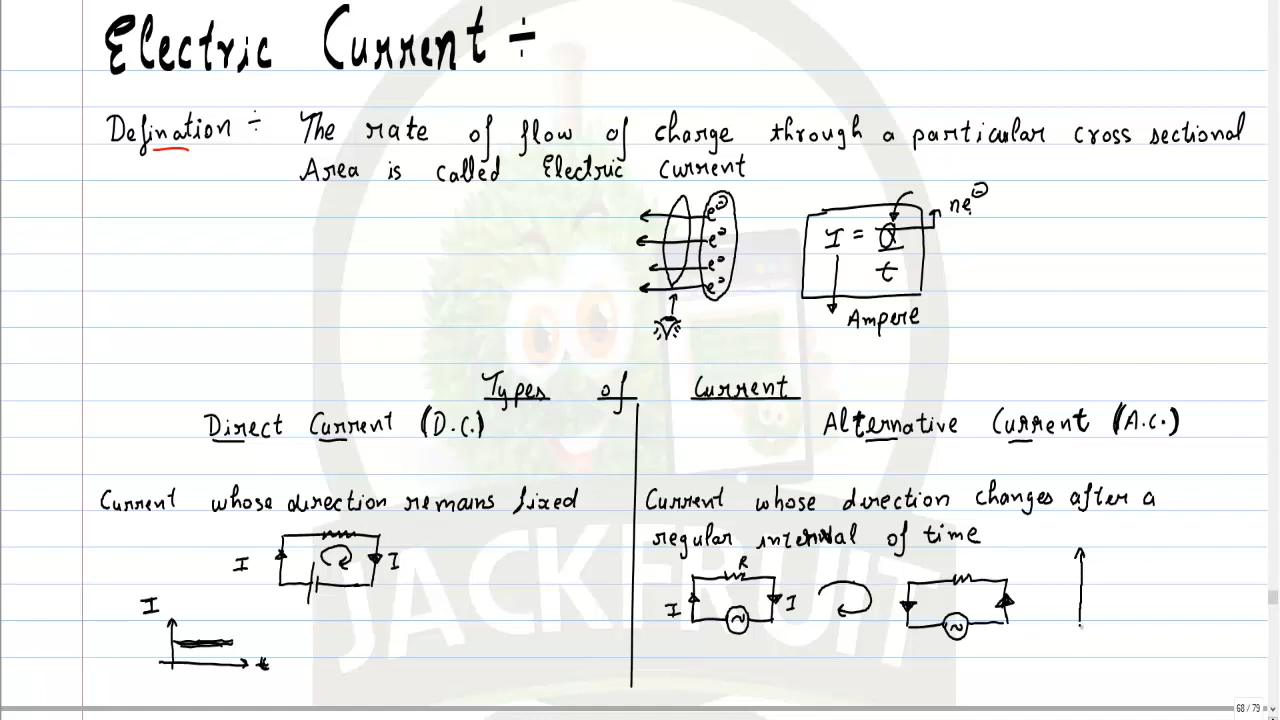 Electric Current ÷
Defination ÷ The rate of flow of charge through a particular cross sectional
Area is called Electric Current
e⊖
e⊖
e⊖
e⊖
I = Q/t
ne⊖
Ampere
Types of Current
Direct Current (D.C.)
Alternative Current (A.C.)
Current whose direction remains fixed
Current whose direction changes after a
regular interval of time
I I
I t
R
I I
~ ~
JACKFRUIT
68 / 79